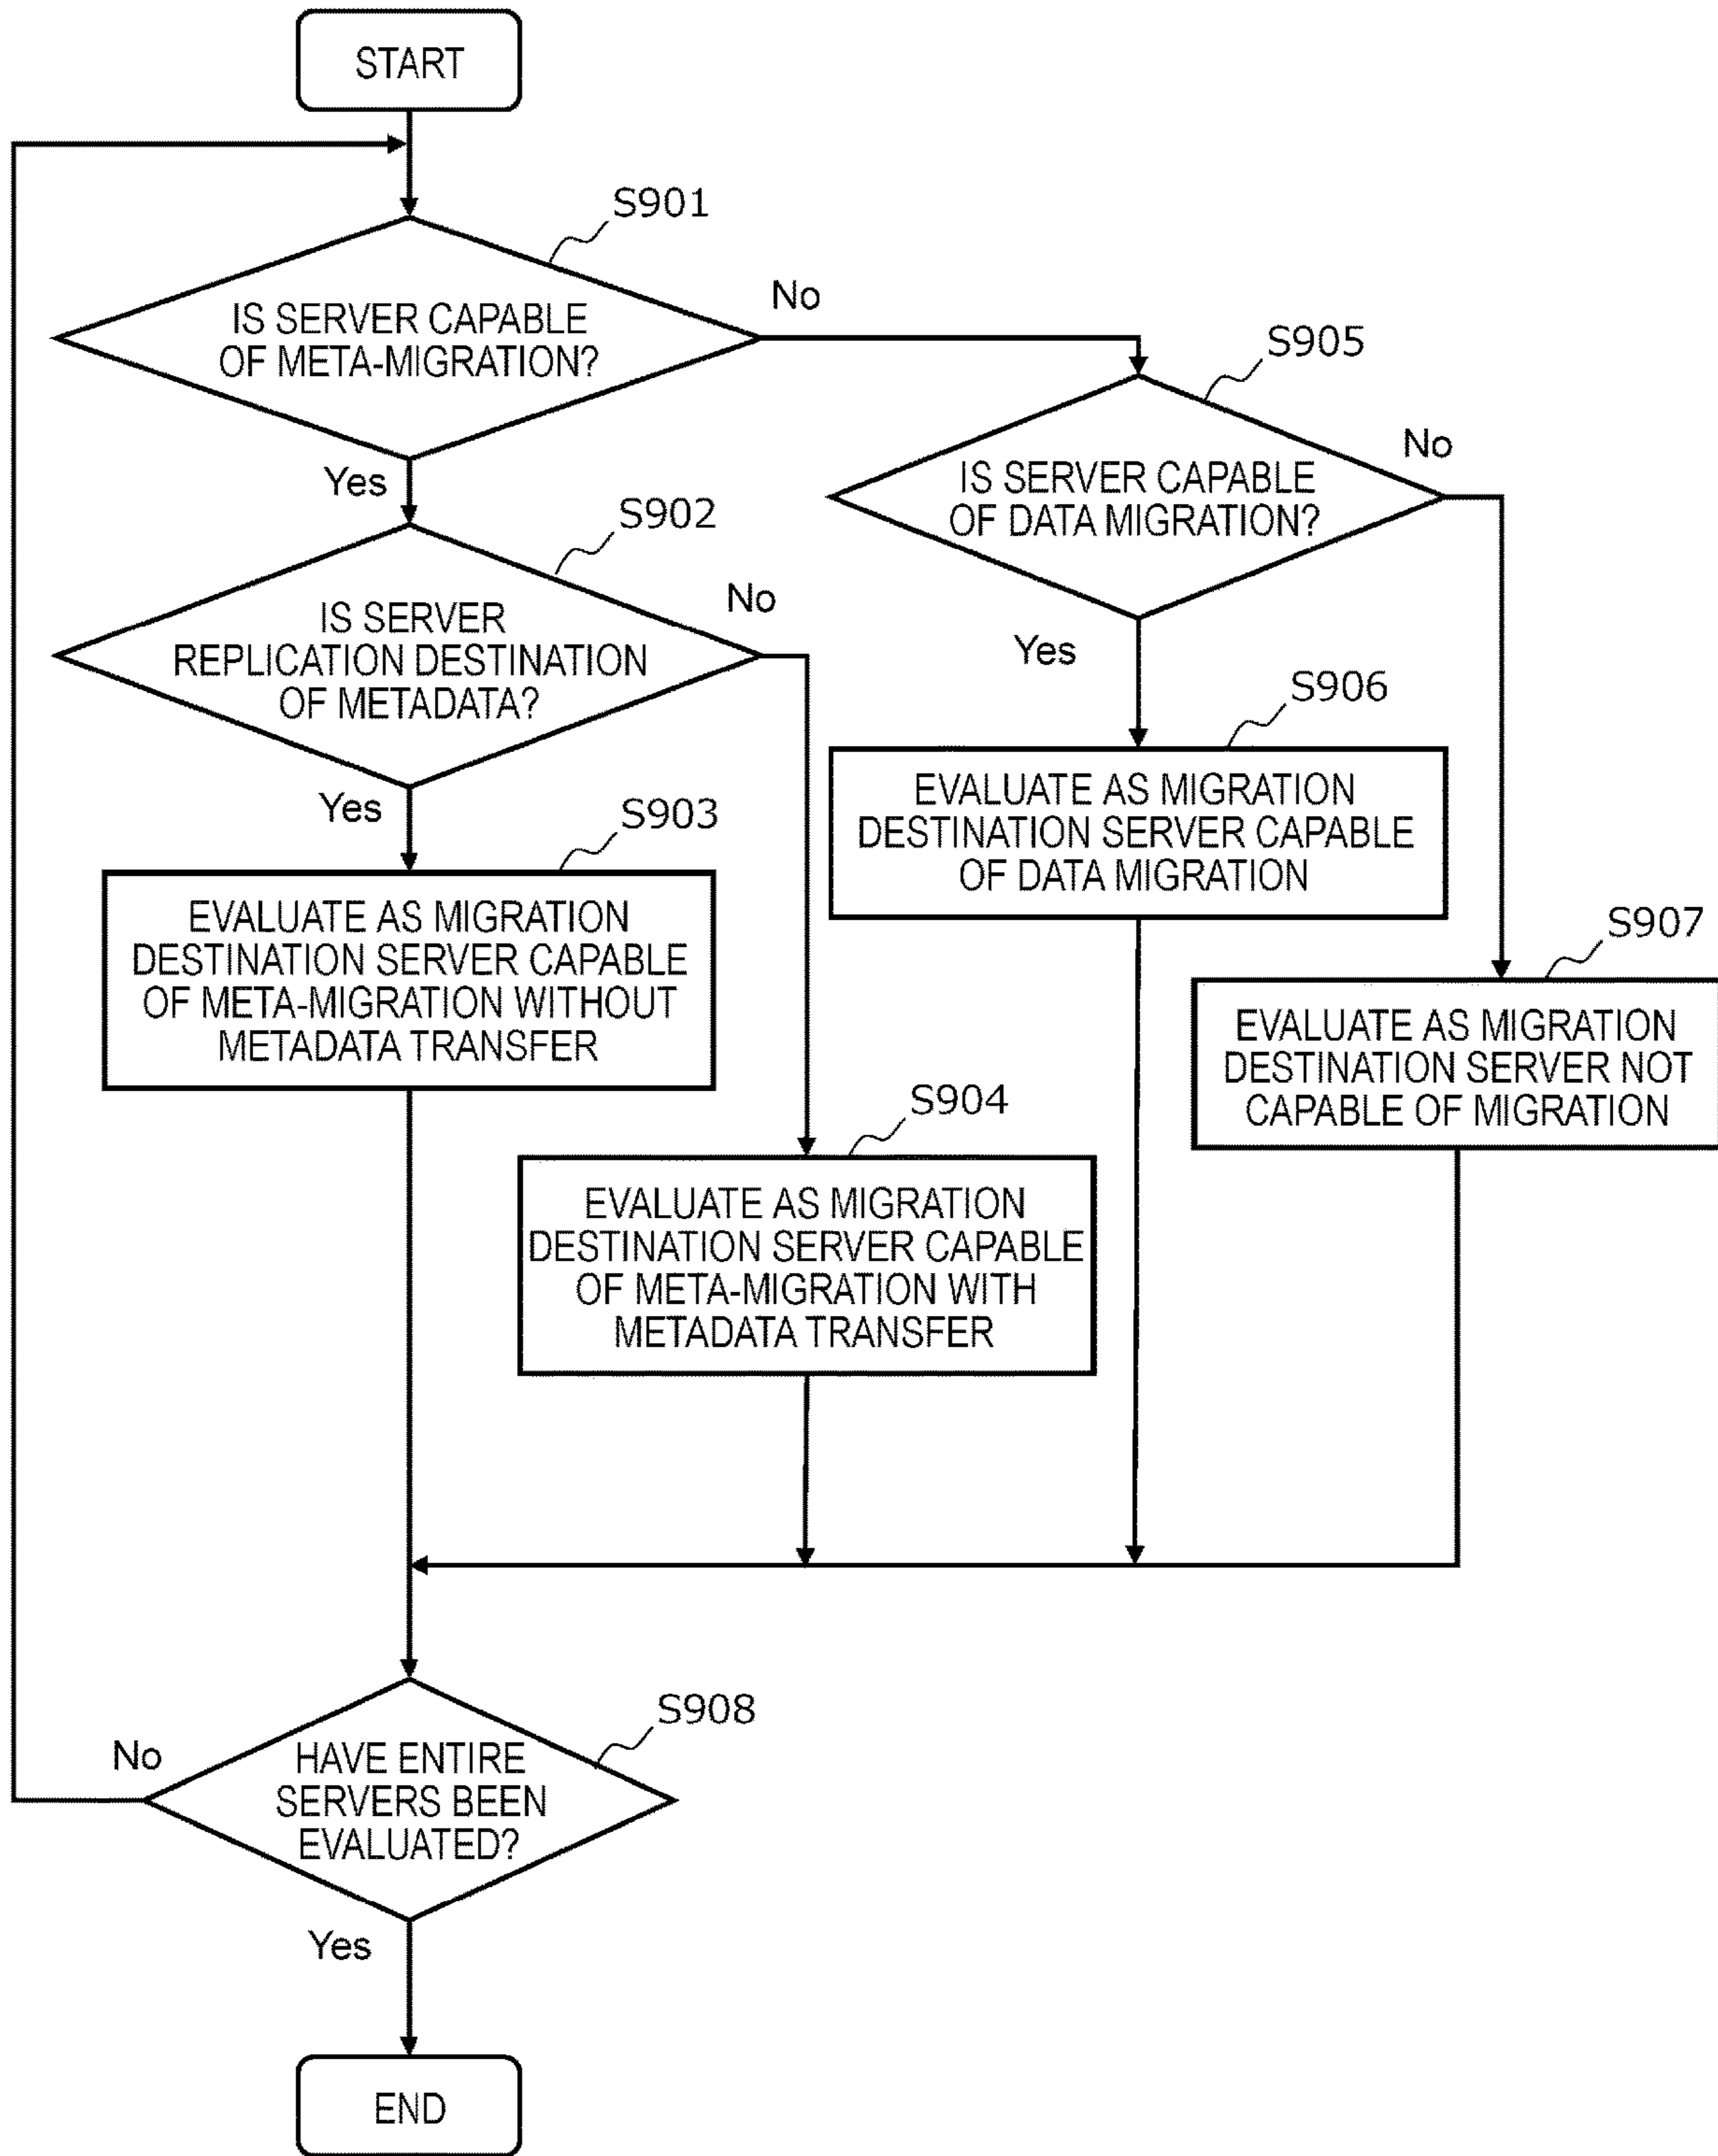 START
S901
IS SERVER CAPABLE
OF META-MIGRATION?
No
Yes
S905
IS SERVER CAPABLE
OF DATA MIGRATION?
No
Yes
S902
IS SERVER
REPLICATION DESTINATION
OF METADATA?
No
Yes
S906
EVALUATE AS MIGRATION
DESTINATION SERVER CAPABLE
OF DATA MIGRATION
S903
EVALUATE AS MIGRATION
DESTINATION SERVER CAPABLE
OF META-MIGRATION WITHOUT
METADATA TRANSFER
S907
EVALUATE AS MIGRATION
DESTINATION SERVER NOT
CAPABLE OF MIGRATION
S904
EVALUATE AS MIGRATION
DESTINATION SERVER CAPABLE
OF META-MIGRATION WITH
METADATA TRANSFER
S908
HAVE ENTIRE
SERVERS BEEN
EVALUATED?
No
Yes
END